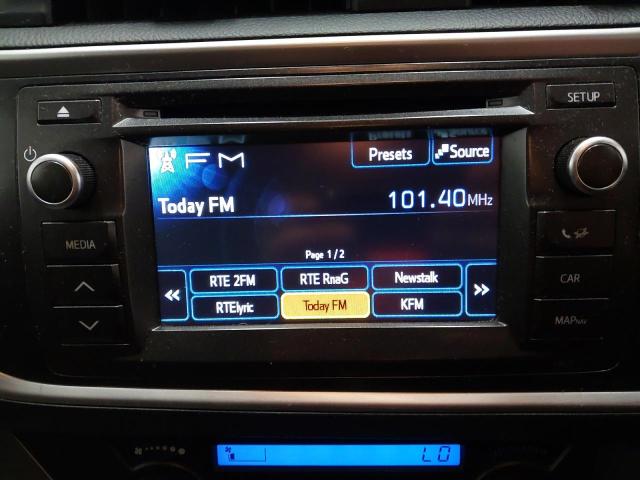 SETUP
FM
Presets
Source
Today FM
101.40MHz
MEDIA
Page 1/2
RTE 2FM
RTE RnaG
Newstalk
CAR
RTElyric
Today FM
KFM
MAPNAV
LO